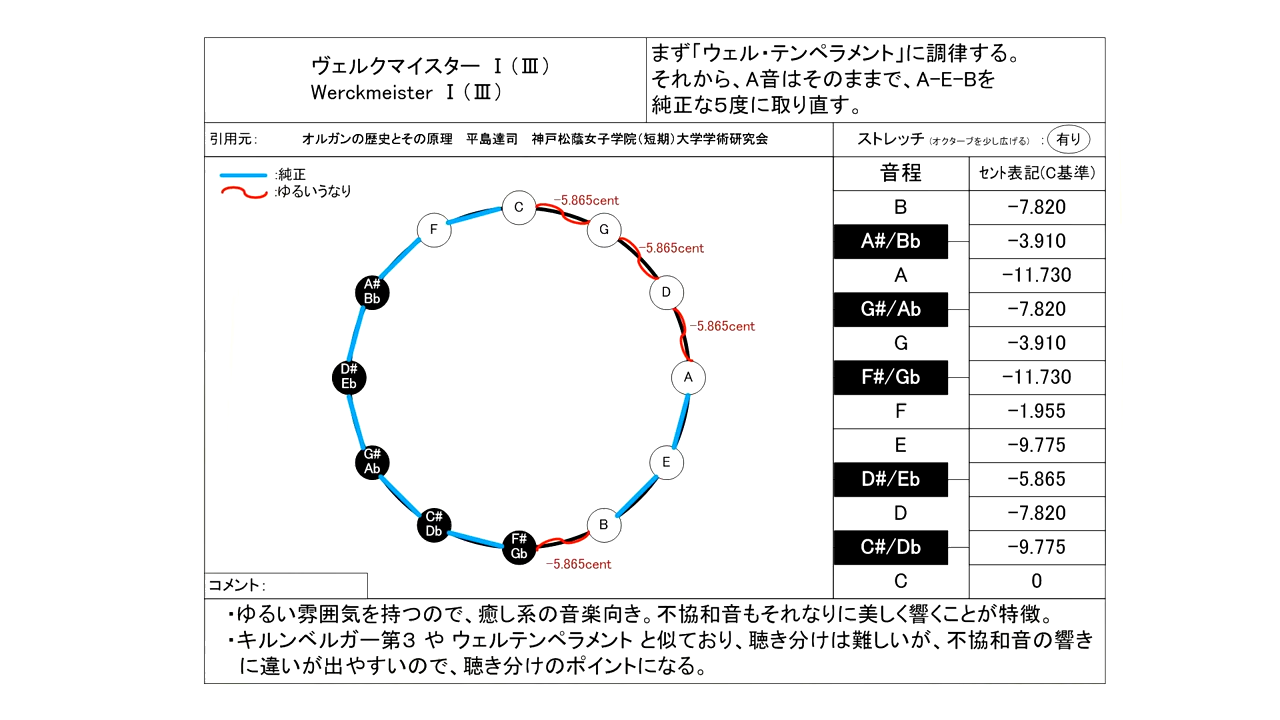 ヴェルクマイスター Ⅰ（Ⅲ）
Werckmeister Ⅰ（Ⅲ）
まず「ウェル・テンペラメント」に調律する。
それから、A音はそのままで、A-E-Bを
純正な5度に取り直す。
引用元: オルガンの歴史とその原理 平島達司 神戸松蔭女子学院(短期)大学学術研究会
ストレッチ (オクターブを少し広げる) : 有り
:純正
:ゆるいうなり
C
-5.865cent
G
-5.865cent
D
-5.865cent
A
E
B
-5.865cent
F#
Gb
C#
Db
G#
Ab
D#
Eb
A#
Bb
F
音程 セント表記(C基準)
B -7.820
A#/Bb -3.910
A -11.730
G#/Ab -7.820
G -3.910
F#/Gb -11.730
F -1.955
E -9.775
D#/Eb -5.865
D -7.820
C#/Db -9.775
C 0
コメント:
・ゆるい雰囲気を持つので、癒し系の音楽向き。不協和音もそれなりに美しく響くことが特徴。
・キルンベルガー第3 や ウェルテンペラメント と似ており、聴き分けは難しいが、不協和音の響き
に違いが出やすいので、聴き分けのポイントになる。